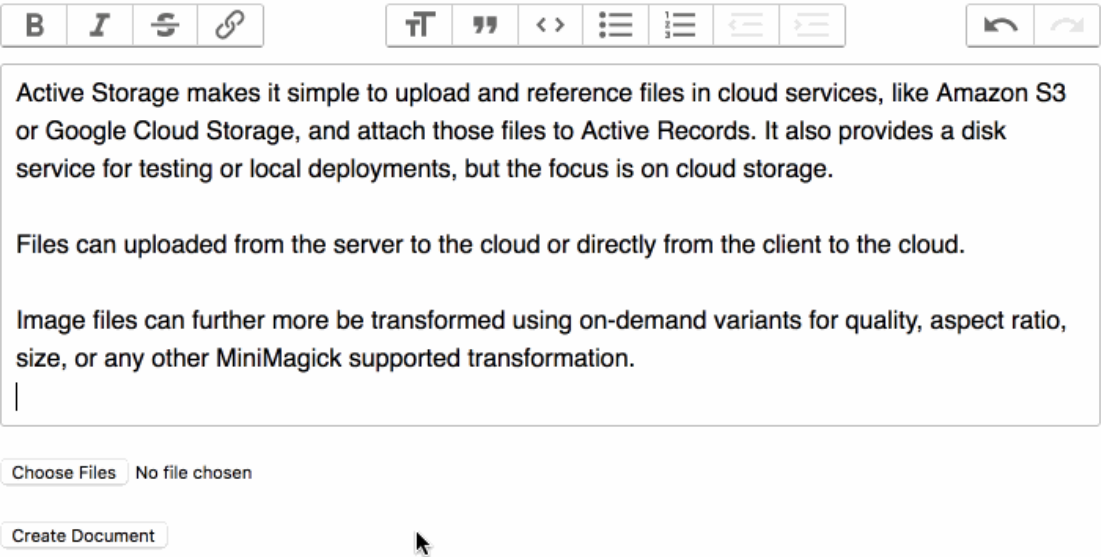 Active Storage makes it simple to upload and reference files in cloud services, like Amazon S3
or Google Cloud Storage, and attach those files to Active Records. It also provides a disk
service for testing or local deployments, but the focus is on cloud storage.
Files can uploaded from the server to the cloud or directly from the client to the cloud.
Image files can further more be transformed using on-demand variants for quality, aspect ratio,
size, or any other MiniMagick supported transformation.
Choose Files No file chosen
Create Document